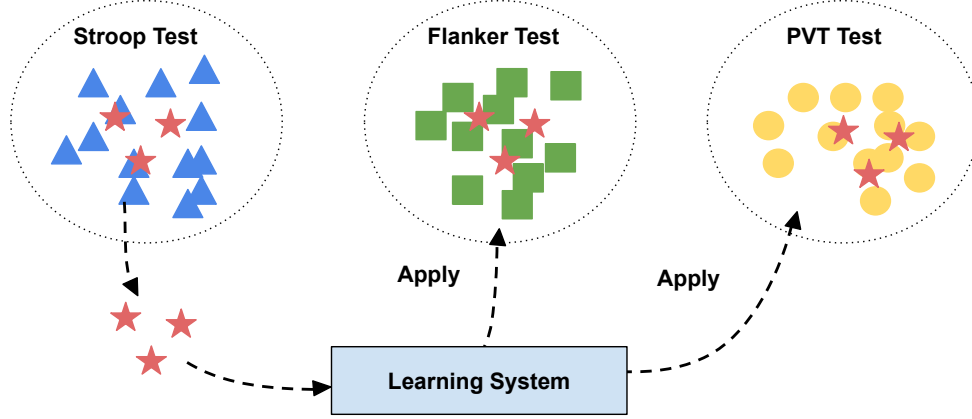 Stroop Test
Flanker Test
PVT Test
Apply
Apply
Learning System